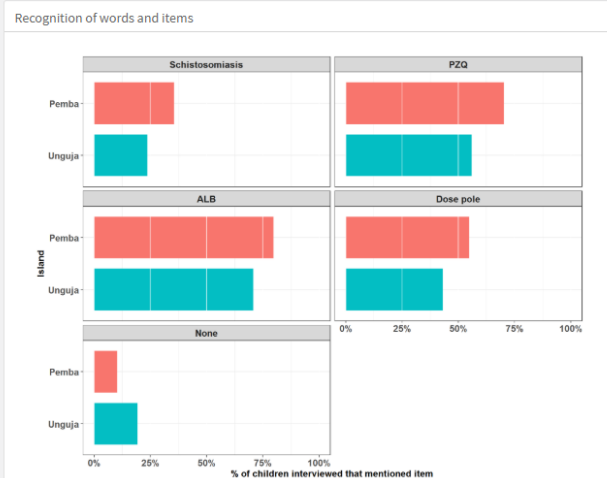 Recognition of words and items
Schistosomiasis
PZQ
Pemba
Unguja
ALB
Dose pole
Pemba
Unguja
Island
0% 25% 50% 75% 100%
None
Pemba
Unguja
0% 25% 50% 75% 100%
% of children interviewed that mentioned item